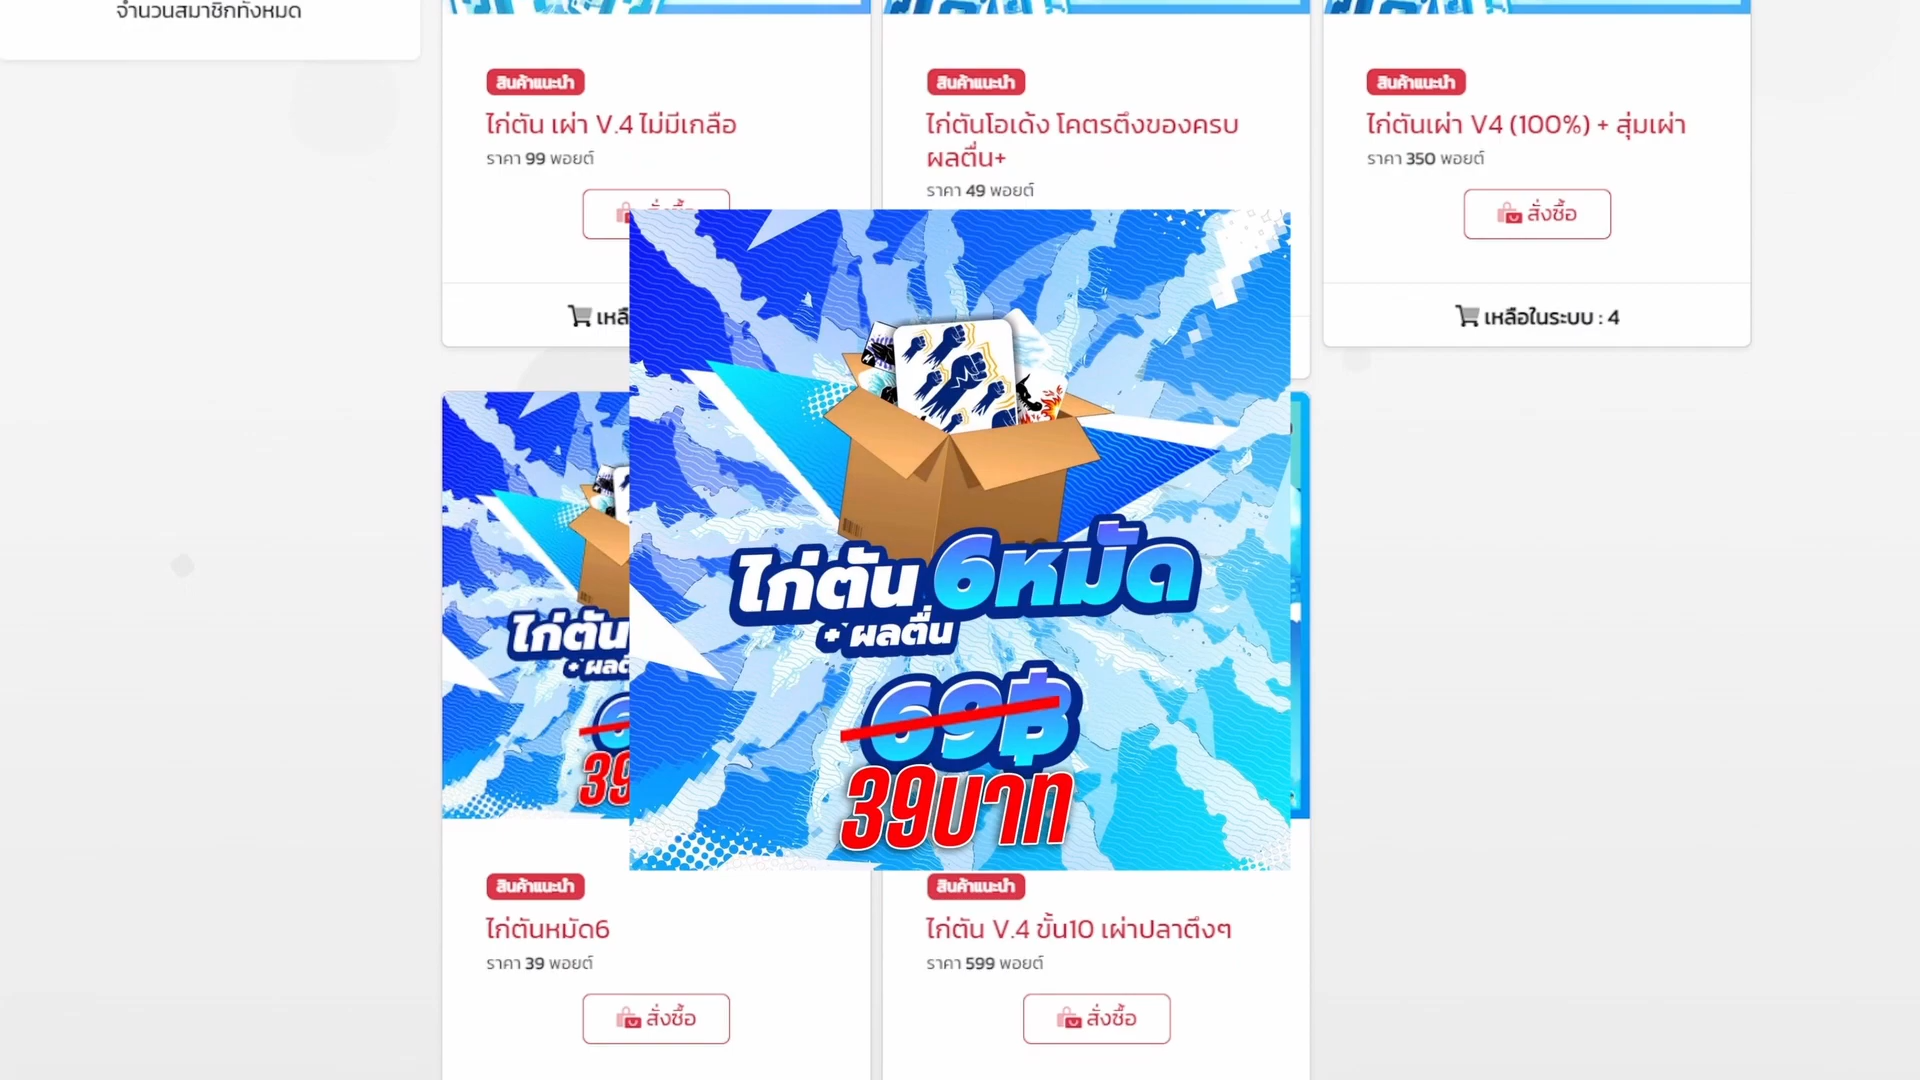 จำนวนสมาชิกทั้งหมด
สินค้าแนะนำ
ไก่ตัน เผ่า V.4 ไม่มีเกลือ
ราคา 99 พอยต์
สินค้าแนะนำ
ไก่ตันโอเด้ง โคตรตึงของครบ
ผลตื่น+
ราคา 49 พอยต์
สินค้าแนะนำ
ไก่ตันเผ่า V4 (100%) + สุ่มเผ่า
ราคา 350 พอยต์
สั่งซื้อ
เหลือในระบบ : 4
ไก่ตัน 6หมัด
+ ผลตื่น
69฿
39บาท
ไก่ตัน
39
สินค้าแนะนำ
ไก่ตันหมัด6
ราคา 39 พอยต์
สั่งซื้อ
สินค้าแนะนำ
ไก่ตัน V.4 ขั้น10 เผ่าปลาตึงๆ
ราคา 599 พอยต์
สั่งซื้อ